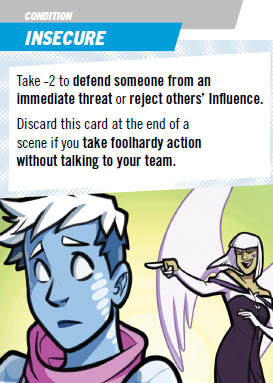 CONDITION
INSECURE
Take -2 to defend someone from an
immediate threat or reject others' Influence.
Discard this card at the end of a
scene if you take foolhardy action
without talking to your team.